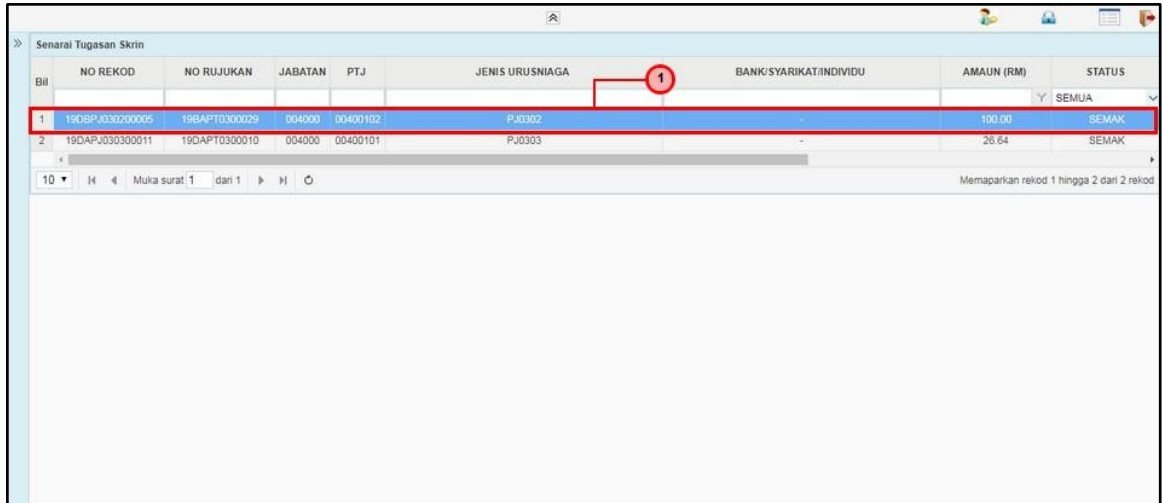 Senarai Tugasan Skrin
Bil NO REKOD NO RUJUKAN JABATAN PTJ JENIS URUSNIAGA BANK/SYARIKAT/INDIVIDU AMAUN (RM) STATUS
1
SEMUA
1 19DBPJ030200005 19BAPT0300029 004000 00400102 PJ0302 - 100.00 SEMAK
2 19DAPJ030300011 19DAPT0300010 004000 00400101 PJ0303 - 26.64 SEMAK
10 Muka surat 1 dari 1 Memaparkan rekod 1 hingga 2 dari 2 rekod